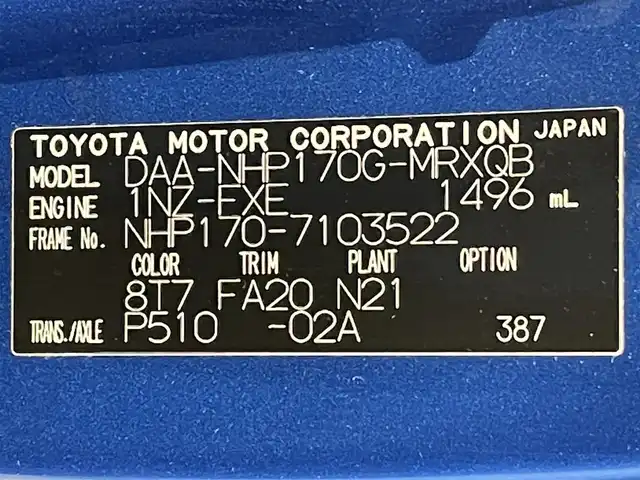 TOYOTA MOTOR CORPORATION JAPAN
MODEL DAA-NHP170G-MRXQB
ENGINE 1NZ-FXE 1496 mL
FRAME No. NHP170-7103522
COLOR TRIM PLANT OPTION
8T7 FA20 N21
TRANS./AXLE P510 -02A 387